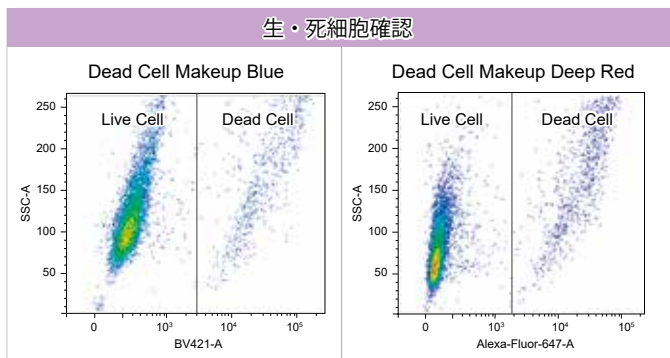 生・死細胞確認
Dead Cell Makeup Blue
250
200
150
100
50
SSC-A
Live Cell
Dead Cell
0
10³
10⁴
10⁵
BV421-A
Dead Cell Makeup Deep Red
250
200
150
100
50
SSC-A
Live Cell
Dead Cell
0
10³
10⁴
10⁵
Alexa-Fluor-647-A